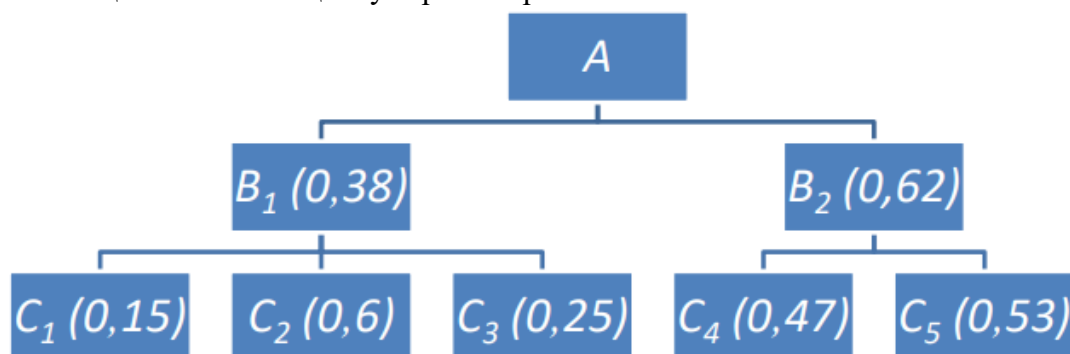 A
B₁ (0,38) B₂ (0,62)
C₁ (0,15) C₂ (0,6) C₃ (0,25) C₄ (0,47) C₅ (0,53)